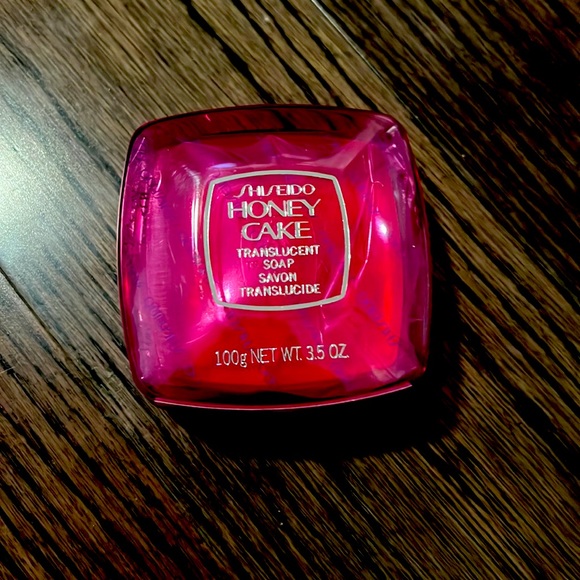 SHISEIDO
HONEY
CAKE
TRANSLUCENT
SOAP
SAVON
TRANSLUCIDE
100g NET WT. 3.5 OZ.